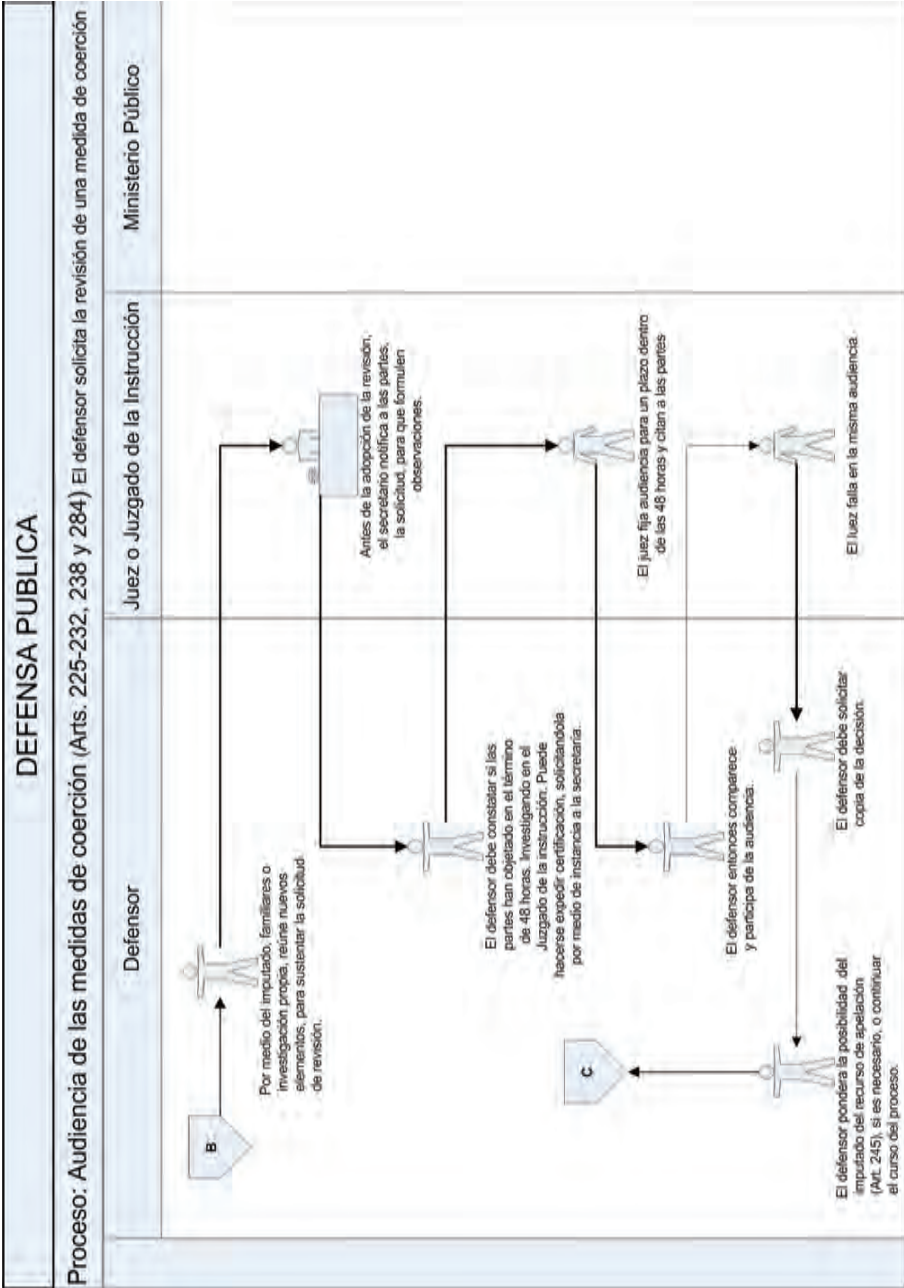 DEFENSA PUBLICA
Proceso: Audiencia de las medidas de coerción (Arts. 225-232, 238 y 284) El defensor solicita la revisión de una medida de coerción
Defensor
Juez o Juzgado de la Instrucción
Ministerio Público
B
Por medio del imputado, familiares o
investigación propia, reúne nuevos
elementos, para sustentar la solicitud
de revisión.
Antes de la adopción de la revisión,
el secretario notifica a las partes,
la solicitud, para que formulen
observaciones.
El defensor debe constatar si las
partes han objetado en el término
de 48 horas. Investigando en el
Juzgado de la instrucción. Puede
hacerse expedir certificación, solicitandola
por medio de instancia a la secretaría.
El juez fija audiencia para un plazo dentro
de las 48 horas y citan a las partes
El defensor entonces comparece
y participa de la audiencia.
El juez falla en la misma audiencia.
El defensor debe solicitar
copia de la decisión.
El defensor pondera la posibilidad del
imputado del recurso de apelación
(Art. 245), si es necesario, o continuar
el curso del proceso.
C